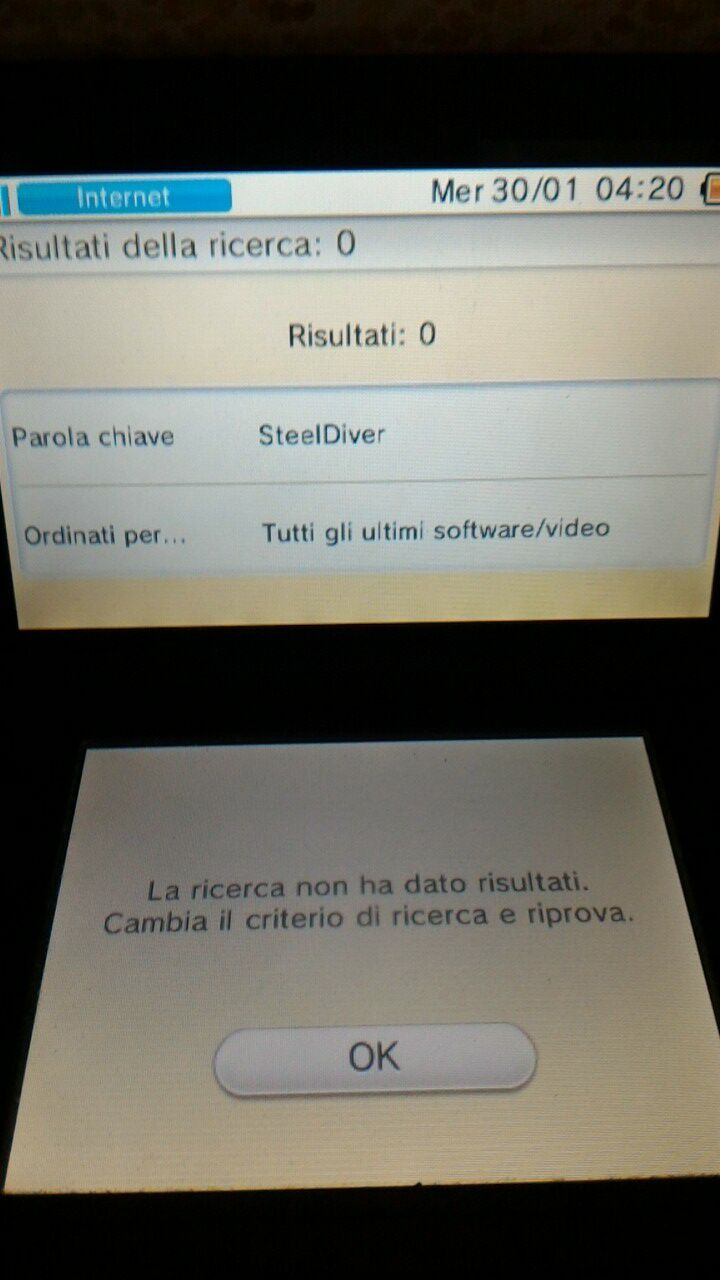 Internet
Mer 30/01 04:20
Risultati della ricerca: 0
Risultati: 0
Parola chiave SteelDiver
Ordinati per... Tutti gli ultimi software/video
La ricerca non ha dato risultati.
Cambia il criterio di ricerca e riprova.
OK